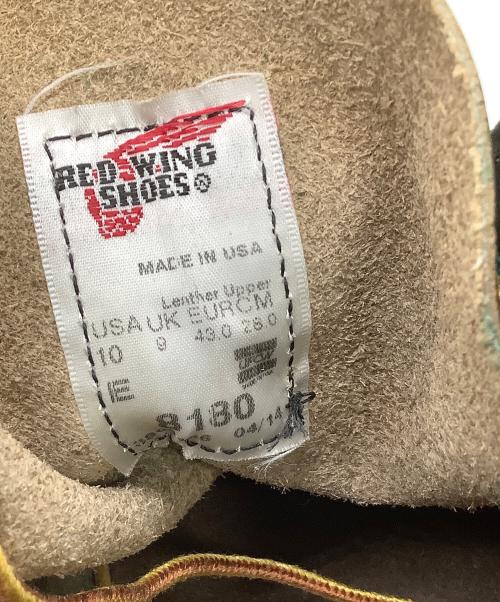 RED WING
SHOES®
MADE IN USA
Leather Upper
USA UK EUR CM
10 9 43.0 28.0
E
8180
04/14